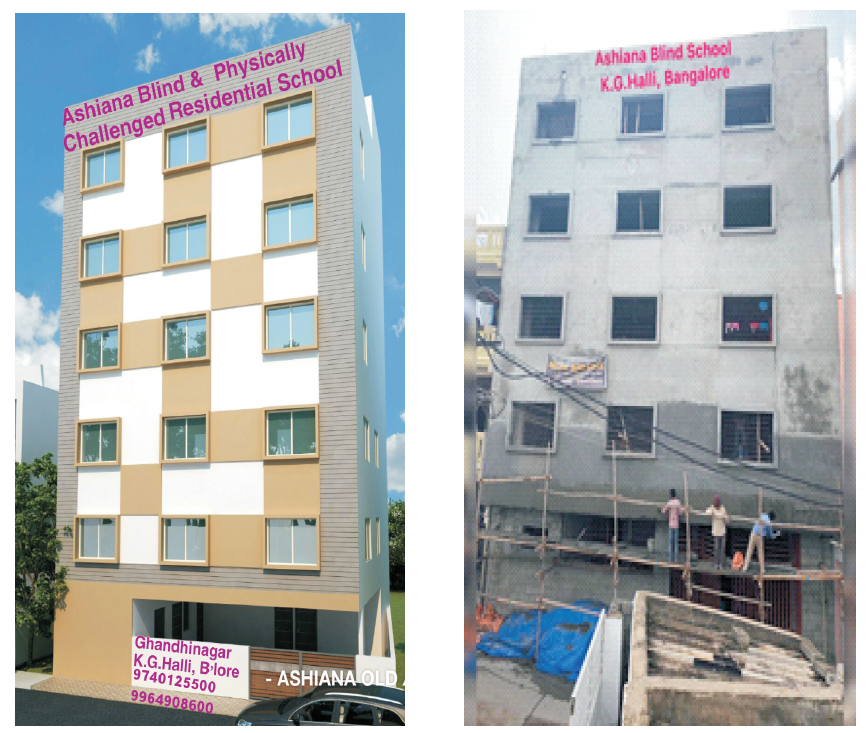 Ashiana Blind & Physically
Challenged Residential School
Ghandhinagar
K.G.Halli, B'lore
9740125500
9964908600
- ASHIANA OLD
Ashiana Blind School
K.G.Halli, Bangalore